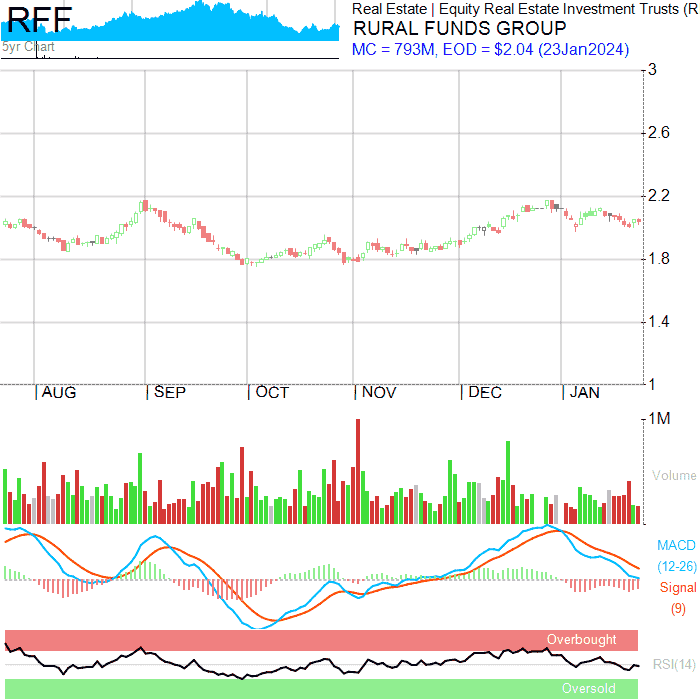 RFF
5yr Chart
Real Estate | Equity Real Estate Investment Trusts (R
RURAL FUNDS GROUP
MC = 793M, EOD = $2.04 (23Jan2024)
3
2.6
2.2
1.8
1.4
1
| AUG | SEP | OCT | NOV | DEC | JAN
1M
Volume
MACD
(12-26)
Signal
(9)
Overbought
RSI(14)
Oversold